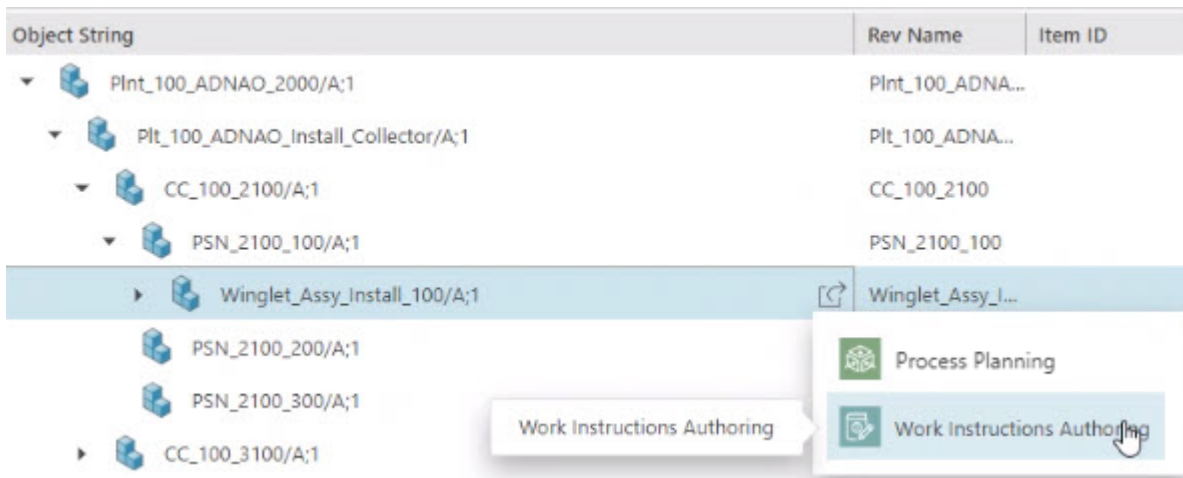 Object String Rev Name Item ID
Plnt_100_ADNAO_2000/A;1 Plnt_100_ADNA...
Plt_100_ADNAO_Install_Collector/A;1 Plt_100_ADNA...
CC_100_2100/A;1 CC_100_2100
PSN_2100_100/A;1 PSN_2100_100
Winglet_Assy_Install_100/A;1 Winglet_Assy_I...
PSN_2100_200/A;1
Process Planning
PSN_2100_300/A;1
Work Instructions Authoring Work Instructions Authoring
CC_100_3100/A;1